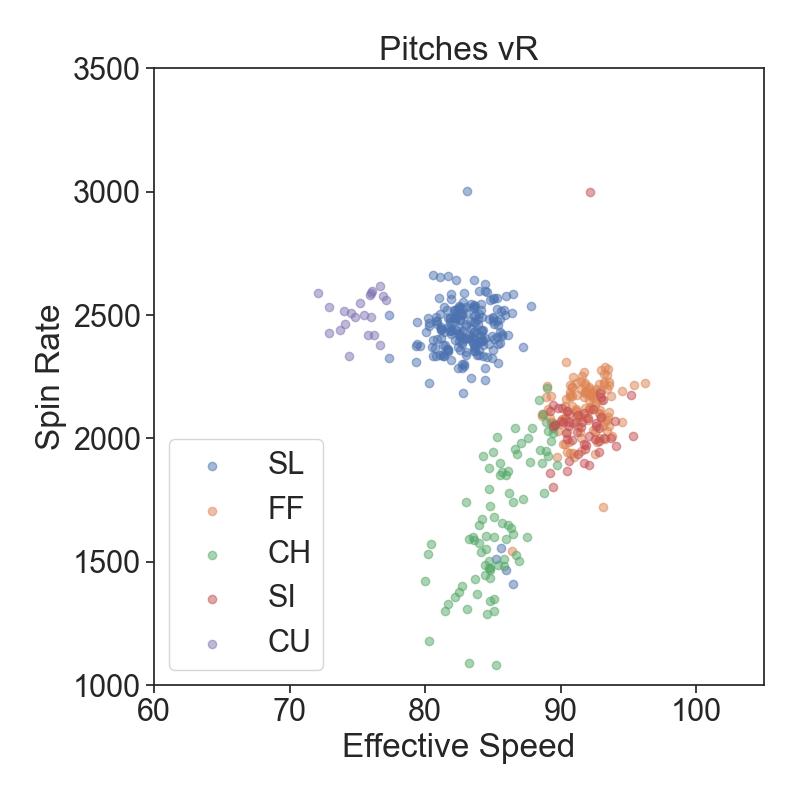 Pitches vR
3500
3000
2500
2000
1500
1000
Spin Rate
SL
FF
CH
SI
CU
60 70 80 90 100
Effective Speed